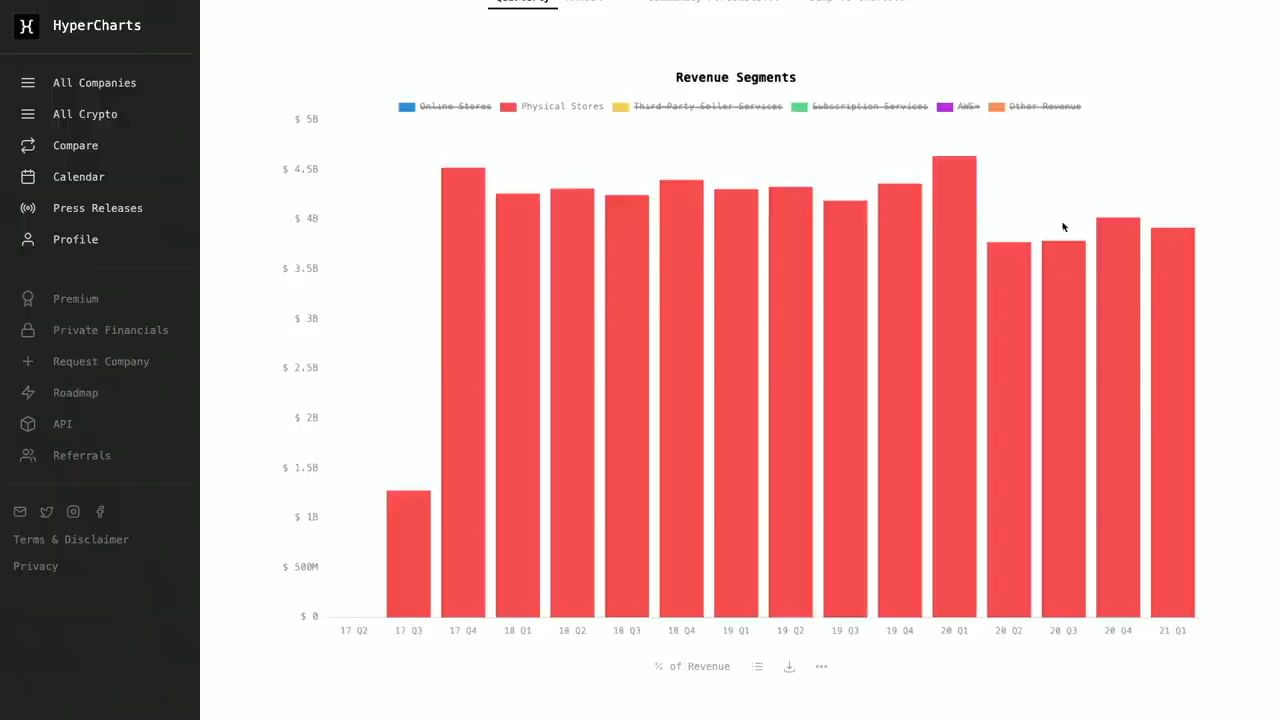 HyperCharts
All Companies
All Crypto
Compare
Calendar
Press Releases
Profile
Premium
Private Financials
Request Company
Roadmap
API
Referrals
Terms & Disclaimer
Privacy
Quarterly
Revenue Segments
Online Stores Physical Stores Third-Party Seller Services Subscription Services AWS Other Revenue
$ 5B
$ 4.5B
$ 4B
$ 3.5B
$ 3B
$ 2.5B
$ 2B
$ 1.5B
$ 1B
$ 500M
$ 0
17 Q2 17 Q3 17 Q4 18 Q1 18 Q2 18 Q3 18 Q4 19 Q1 19 Q2 19 Q3 19 Q4 20 Q1 20 Q2 20 Q3 20 Q4 21 Q1
% of Revenue